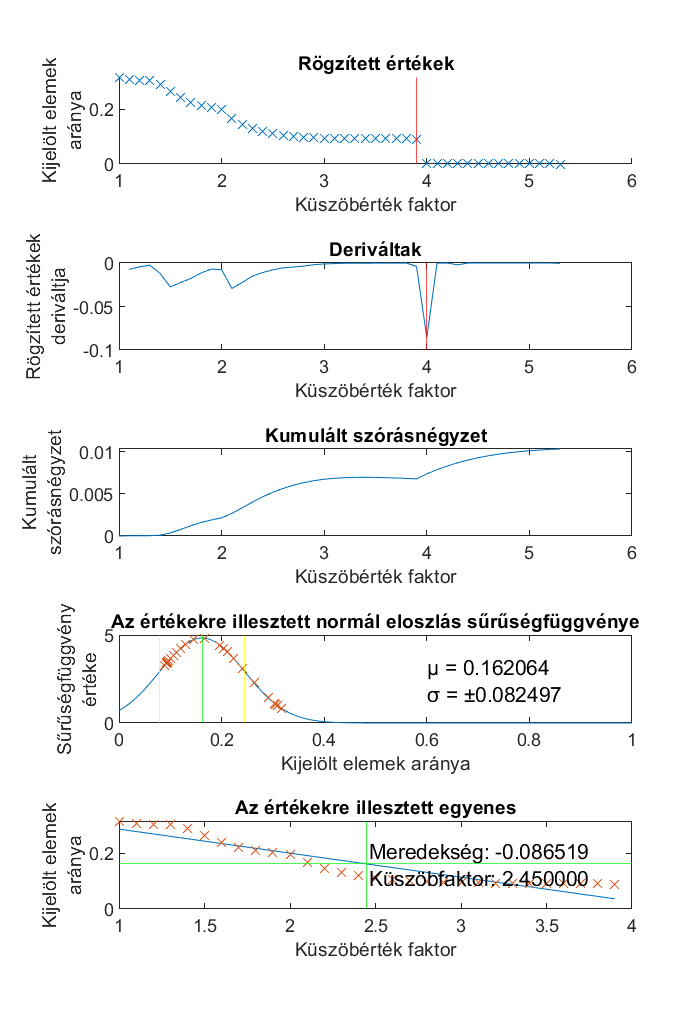 Rögzített értékek
Kijelölt elemek
aránya
0.2
0
1 2 3 4 5 6
Küszöbérték faktor
Deriváltak
Rögzített értékek
deriváltja
0
-0.05
-0.1
1 2 3 4 5 6
Küszöbérték faktor
Kumulált szórásnégyzet
Kumulált
szórásnégyzet
0.01
0.005
0
1 2 3 4 5 6
Küszöbérték faktor
Az értékekre illesztett normál eloszlás sűrűségfüggvénye
Sűrűségfüggvény
értéke
5
0
μ = 0.162064
σ = ±0.082497
0 0.2 0.4 0.6 0.8 1
Kijelölt elemek aránya
Az értékekre illesztett egyenes
Kijelölt elemek
aránya
0.2
0
Meredekség: -0.086519
Küszöbfaktor: 2.450000
1 1.5 2 2.5 3 3.5 4
Küszöbérték faktor